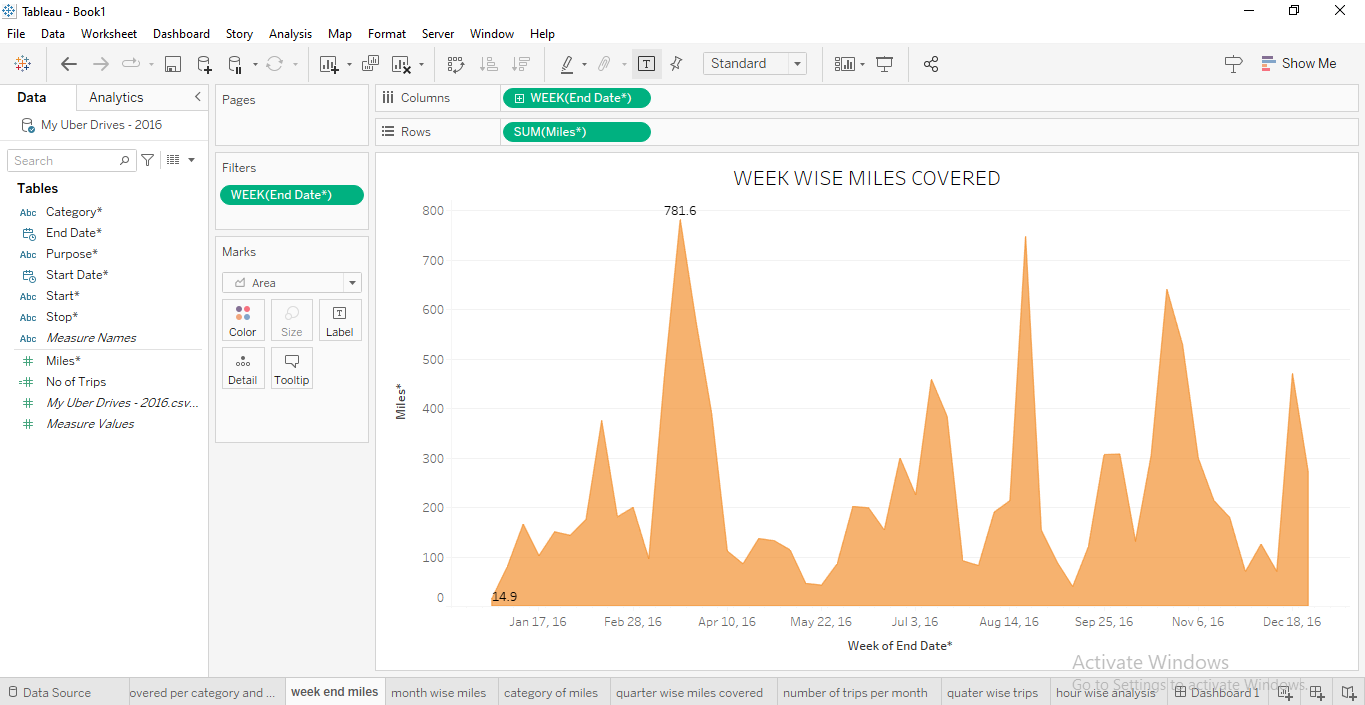 Tableau - Book1
File Data Worksheet Dashboard Story Analysis Map Format Server Window Help
Standard
Show Me
Data Analytics
My Uber Drives - 2016
Search
Tables
Abc Category*
End Date*
Abc Purpose*
Start Date*
Abc Start*
Abc Stop*
Abc Measure Names
# Miles*
=# No of Trips
# My Uber Drives - 2016.csv...
# Measure Values
Pages
Filters
WEEK(End Date*)
Marks
Area
Color Size Label
Detail Tooltip
Columns WEEK(End Date*)
Rows SUM(Miles*)
WEEK WISE MILES COVERED
781.6
800
700
600
500
400
300
200
100
0
14.9
Miles*
Jan 17, 16 Feb 28, 16 Apr 10, 16 May 22, 16 Jul 3, 16 Aug 14, 16 Sep 25, 16 Nov 6, 16 Dec 18, 16
Week of End Date*
Activate Windows
Go to Settings to activate Windows.
Data Source overed per category and ... week end miles month wise miles category of miles quarter wise miles covered number of trips per month quater wise trips hour wise analysis Dashboard 1